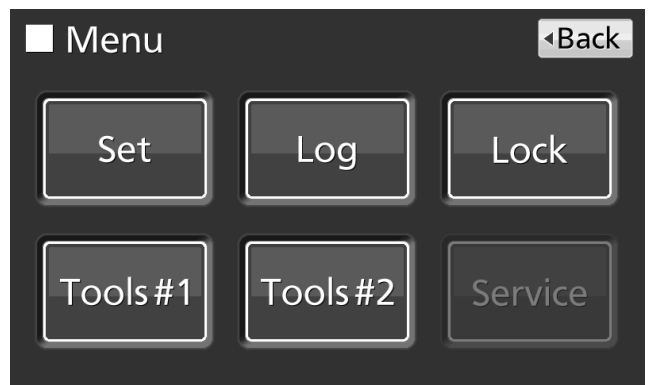 Menu
◂Back
Set
Log
Lock
Tools #1
Tools #2
Service